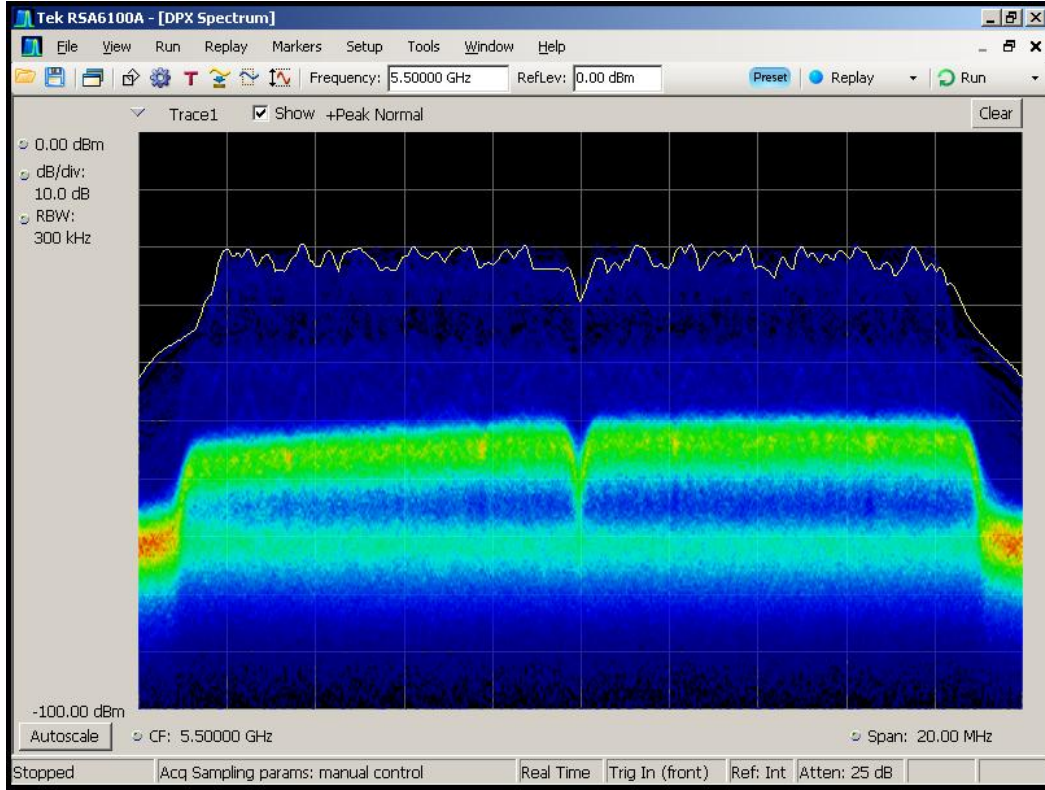 Tek RSA6100A - [DPX Spectrum]
File View Run Replay Markers Setup Tools Window Help
T Frequency: 5.50000 GHz RefLev: 0.00 dBm Preset Replay Run
Trace1 Show +Peak Normal Clear
0.00 dBm
dB/div:
10.0 dB
RBW:
300 kHz
-100.00 dBm
Autoscale CF: 5.50000 GHz Span: 20.00 MHz
Stopped Acq Sampling params: manual control Real Time Trig In (front) Ref: Int Atten: 25 dB